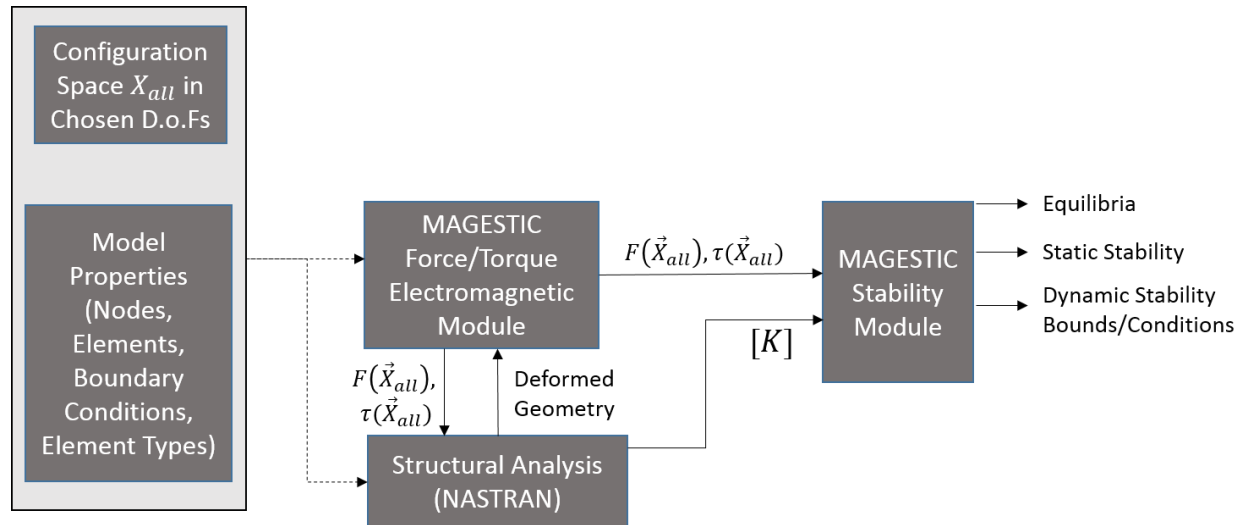 Configuration
Space X_all in
Chosen D.o.Fs
Model
Properties
(Nodes,
Elements,
Boundary
Conditions,
Element Types)
MAGESTIC
Force/Torque
Electromagnetic
Module
F(X⃗_all), τ(X⃗_all)
MAGESTIC
Stability
Module
Equilibria
Static Stability
Dynamic Stability
Bounds/Conditions
[K]
F(X⃗_all),
τ(X⃗_all)
Deformed
Geometry
Structural Analysis
(NASTRAN)